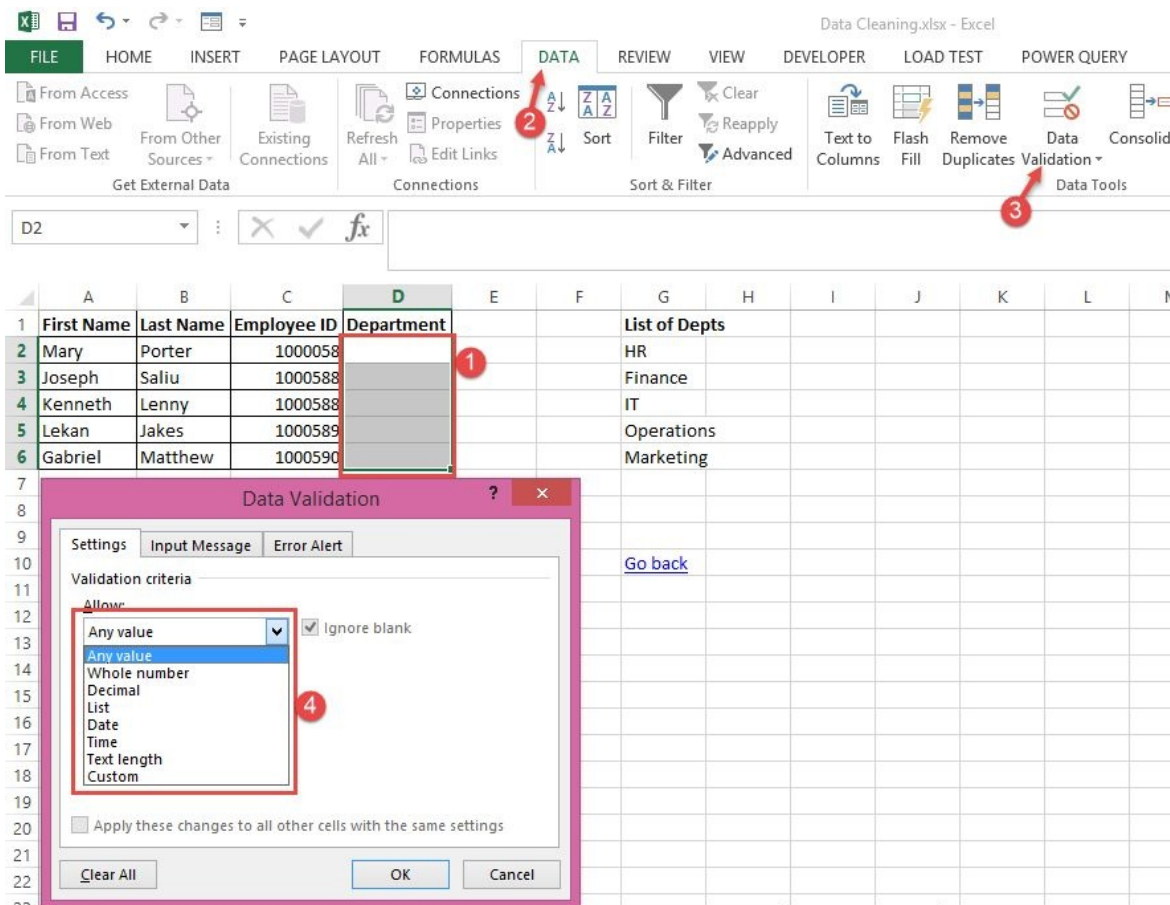 Data Cleaning.xlsx - Excel
FILE HOME INSERT PAGE LAYOUT FORMULAS DATA REVIEW VIEW DEVELOPER LOAD TEST POWER QUERY
From Access
From Web
From Text
From Other
Sources
Get External Data
Existing
Connections
Refresh
All
Connections
Properties
Edit Links
Connections
2
Sort
Filter
Clear
Reapply
Advanced
Sort & Filter
Text to
Columns
Flash
Fill
Remove
Duplicates
Data
Validation
Consolid
Data Tools
3
D2
fx
A B C D E F G H I J K L
1 First Name Last Name Employee ID Department List of Depts
2 Mary Porter 1000058 HR
3 Joseph Saliu 1000588 Finance
4 Kenneth Lenny 1000588 IT
5 Lekan Jakes 1000589 Operations
6 Gabriel Matthew 1000590 Marketing
1
7
8
9
10 Go back
11
12
13
14
15
16
17
18
19
20
21
22
Data Validation ?
Settings Input Message Error Alert
Validation criteria
Allow:
Any value
Ignore blank
Any value
Whole number
Decimal
List
Date
Time
Text length
Custom
4
Apply these changes to all other cells with the same settings
Clear All OK Cancel